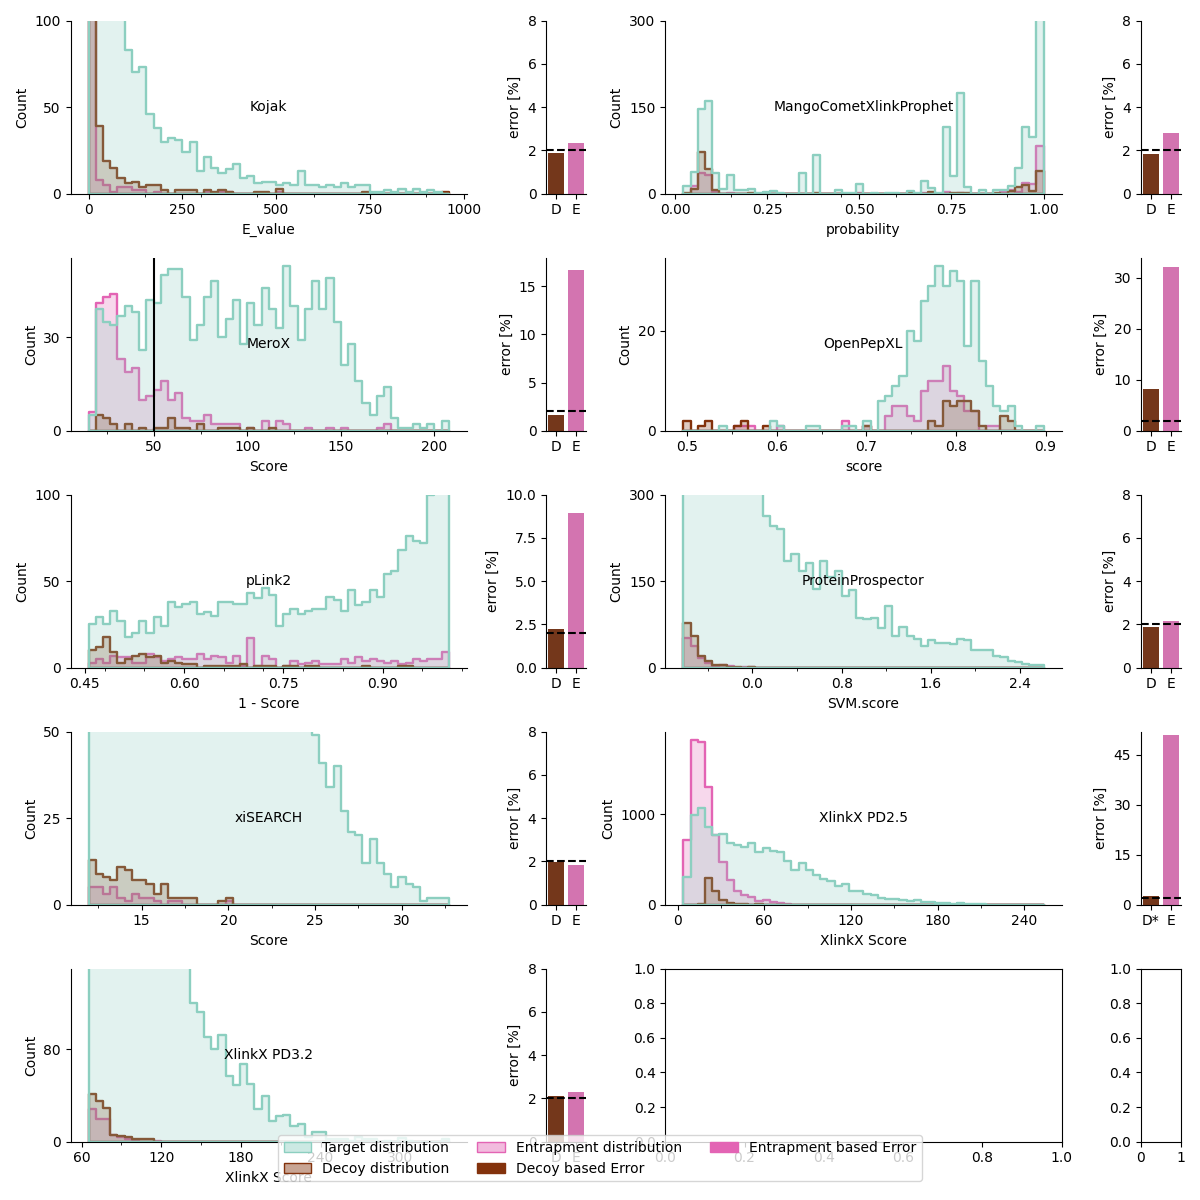 100
50
0
Count
Kojak
0 250 500 750 1000
E_value
8
6
4
2
0
error [%]
D E
300
150
0
Count
MangoCometXlinkProphet
0.00 0.25 0.50 0.75 1.00
probability
8
6
4
2
0
error [%]
D E
30
0
Count
MeroX
50 100 150 200
Score
15
10
5
0
error [%]
D E
20
0
Count
OpenPepXL
0.5 0.6 0.7 0.8 0.9
score
30
20
10
0
error [%]
D E
100
50
0
Count
pLink2
0.45 0.60 0.75 0.90
1 - Score
10.0
7.5
5.0
2.5
0.0
error [%]
D E
300
150
0
Count
ProteinProspector
0.0 0.8 1.6 2.4
SVM.score
8
6
4
2
0
error [%]
D E
50
25
0
Count
xiSEARCH
15 20 25 30
Score
8
6
4
2
0
error [%]
D E
1000
0
Count
XlinkX PD2.5
0 60 120 180 240
XlinkX Score
45
30
15
0
error [%]
D* E
80
0
Count
XlinkX PD3.2
60 120 180 240 300
XlinkX Score
8
6
4
2
0
error [%]
D E
1.0
0.8
0.6
0.4
0.2
0.0
0.0 0.2 0.4 0.6 0.8 1.0
1.0
0.8
0.6
0.4
0.2
0.0
0 1
Target distribution
Decoy distribution
Entrapment distribution
Decoy based Error
Entrapment based Error